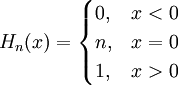 H_n(x) = { 0, x < 0
n, x = 0
1, x > 0